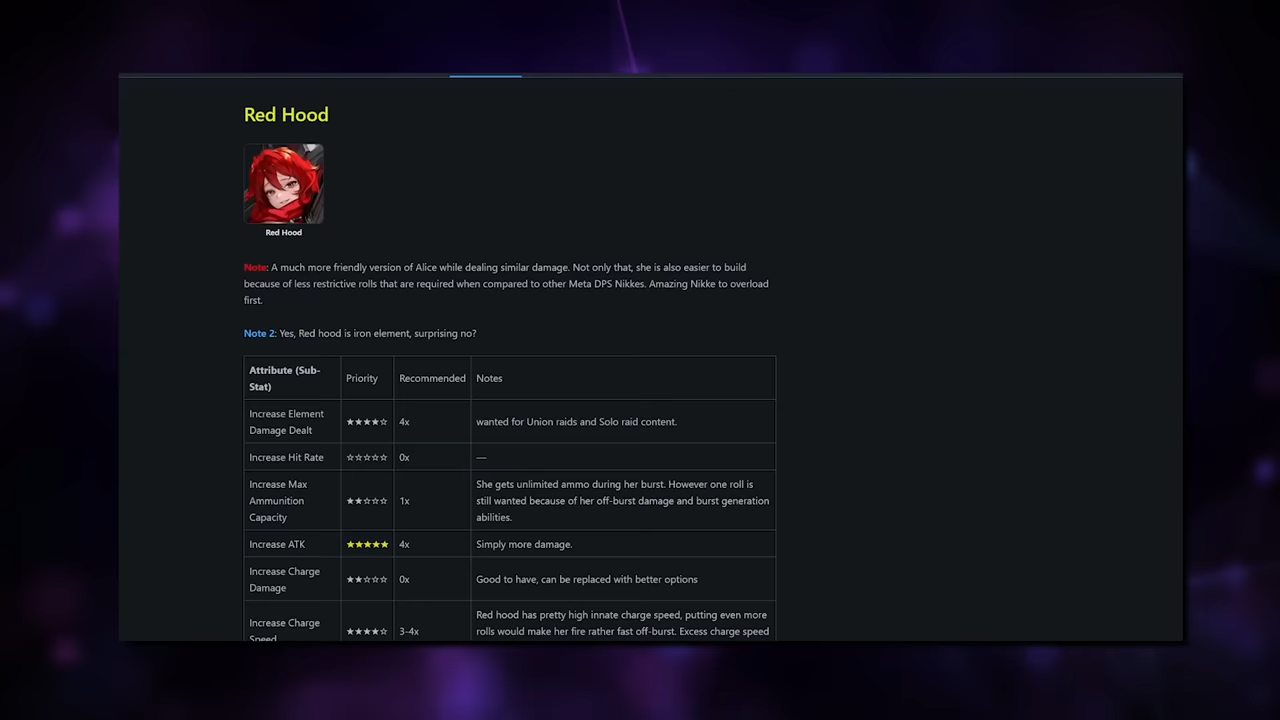 Red Hood
Red Hood
Note: A much more friendly version of Alice while dealing similar damage. Not only that, she is also easier to build
because of less restrictive rolls that are required when compared to other Meta DPS Nikkes. Amazing Nikke to overload
first.
Note 2: Yes, Red hood is iron element, surprising no?
Attribute (Sub-
Stat)
Priority
Recommended
Notes
Increase Element
Damage Dealt
★★★★☆
4x
wanted for Union raids and Solo raid content.
Increase Hit Rate
☆☆☆☆☆
0x
—
Increase Max
Ammunition
Capacity
★★☆☆☆
1x
She gets unlimited ammo during her burst. However one roll is
still wanted because of her off-burst damage and burst generation
abilities.
Increase ATK
★★★★★
4x
Simply more damage.
Increase Charge
Damage
★★☆☆☆
0x
Good to have, can be replaced with better options
Increase Charge
Speed
★★★★☆
3-4x
Red hood has pretty high innate charge speed, putting even more
rolls would make her fire rather fast off-burst. Excess charge speed